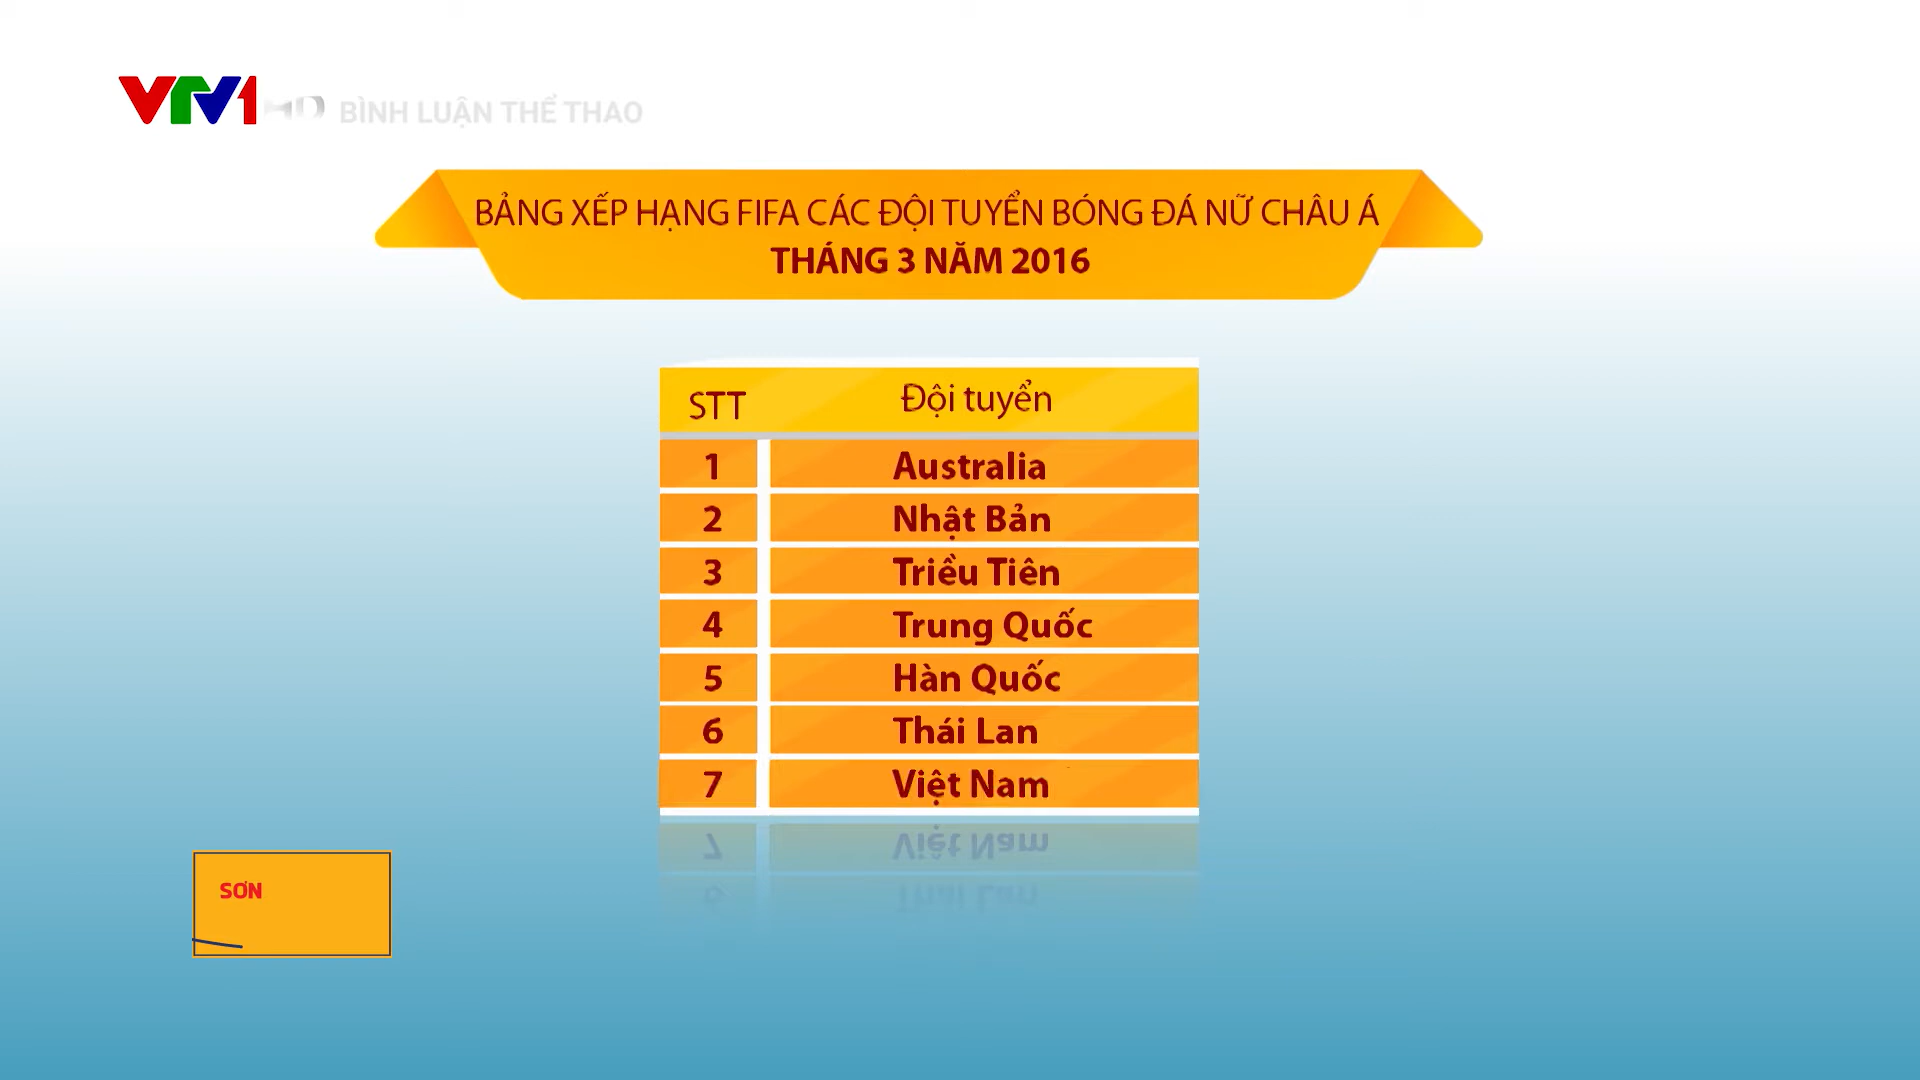 VTV1 HD BÌNH LUẬN THỂ THAO
BẢNG XẾP HẠNG FIFA CÁC ĐỘI TUYỂN BÓNG ĐÁ NỮ CHÂU Á
THÁNG 3 NĂM 2016
STT Đội tuyển
1 Australia
2 Nhật Bản
3 Triều Tiên
4 Trung Quốc
5 Hàn Quốc
6 Thái Lan
7 Việt Nam
SƠN